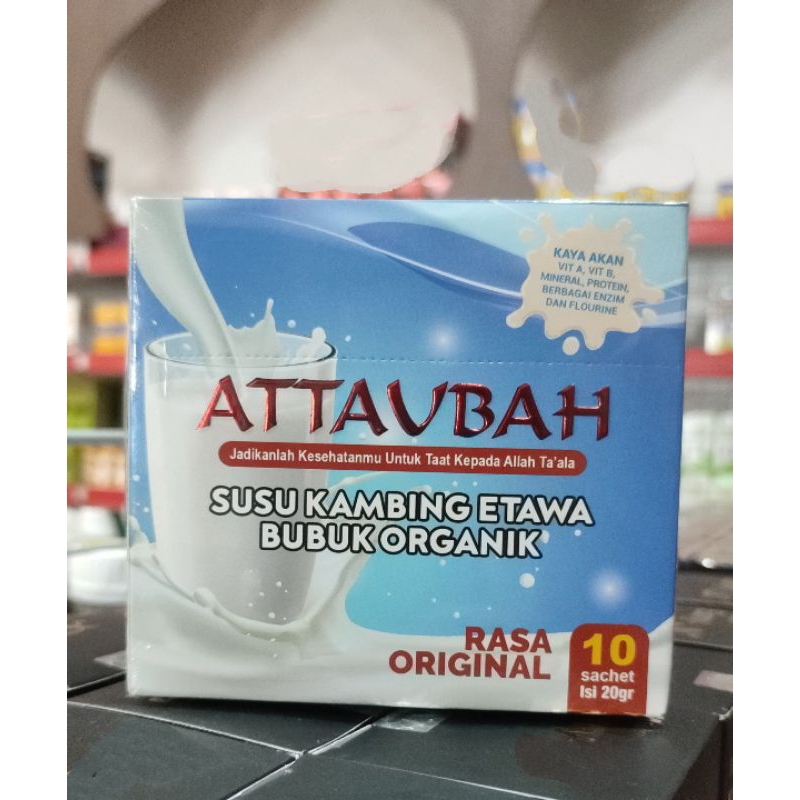 KAYA AKAN
VIT A, VIT B,
MINERAL, PROTEIN,
BERBAGAI ENZIM
DAN FLOURINE
ATTAUBAH
Jadikanlah Kesehatanmu Untuk Taat Kepada Allah Ta'ala
SUSU KAMBING ETAWA
BUBUK ORGANIK
RASA
ORIGINAL
10
sachet
Isi 20gr